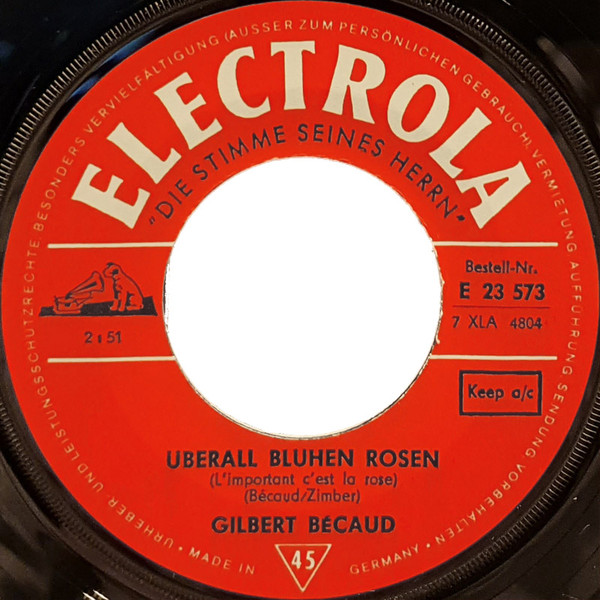 URHEBER- UND LEISTUNGSSCHUTZRECHTE BESONDERS VERVIELFÄLTIGUNG (AUSSER ZUM PERSÖNLICHEN GEBRAUCH), VERMIETUNG AUFFÜHRUNG, SENDUNG VORBEHALTEN •
ELECTROLA
"DIE STIMME SEINES HERRN"
Bestell-Nr.
E 23 573
7 XLA 4804
2:51
Keep a/c
UBERALL BLUHEN ROSEN
(L'important c'est la rose)
(Bécaud/Zimber)
GILBERT BÉCAUD
45
• MADE IN GERMANY •